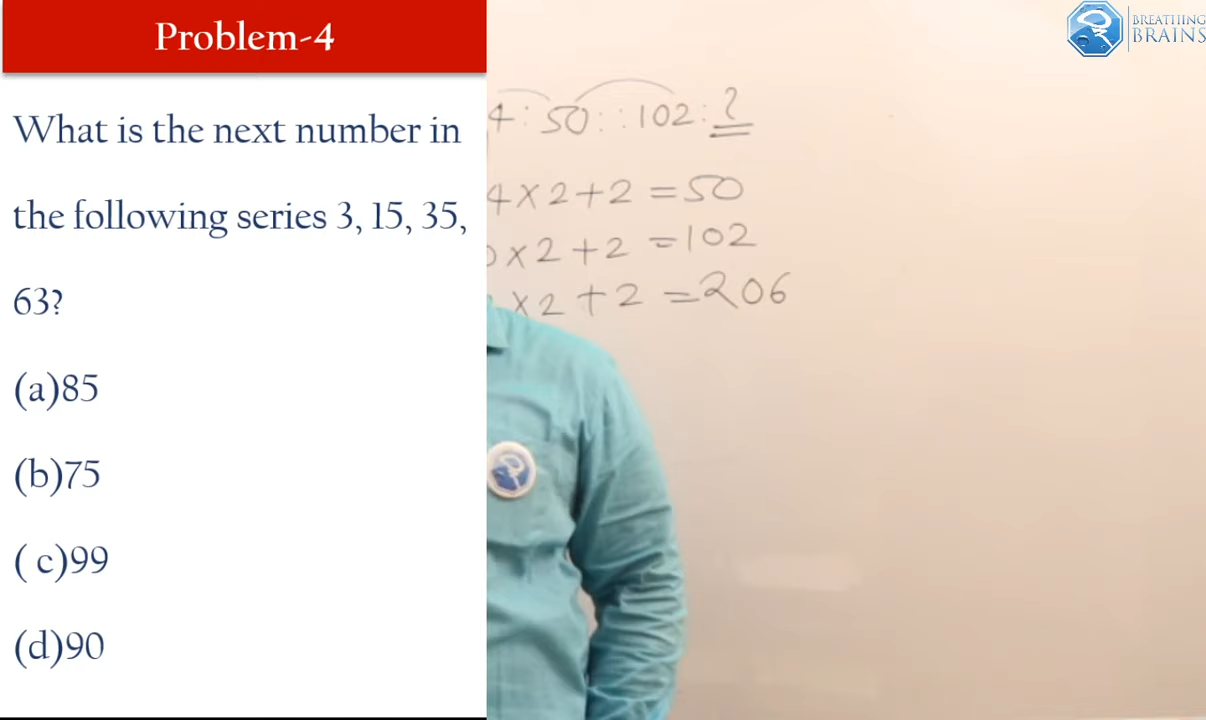 Problem-4
What is the next number in
the following series 3, 15, 35,
63?
(a)85
(b)75
( c)99
(d)90
BREATHING
BRAINS
4 : 50 : : 102 : ?
4 x 2 + 2 = 50
x 2 + 2 = 102
x 2 + 2 = 206